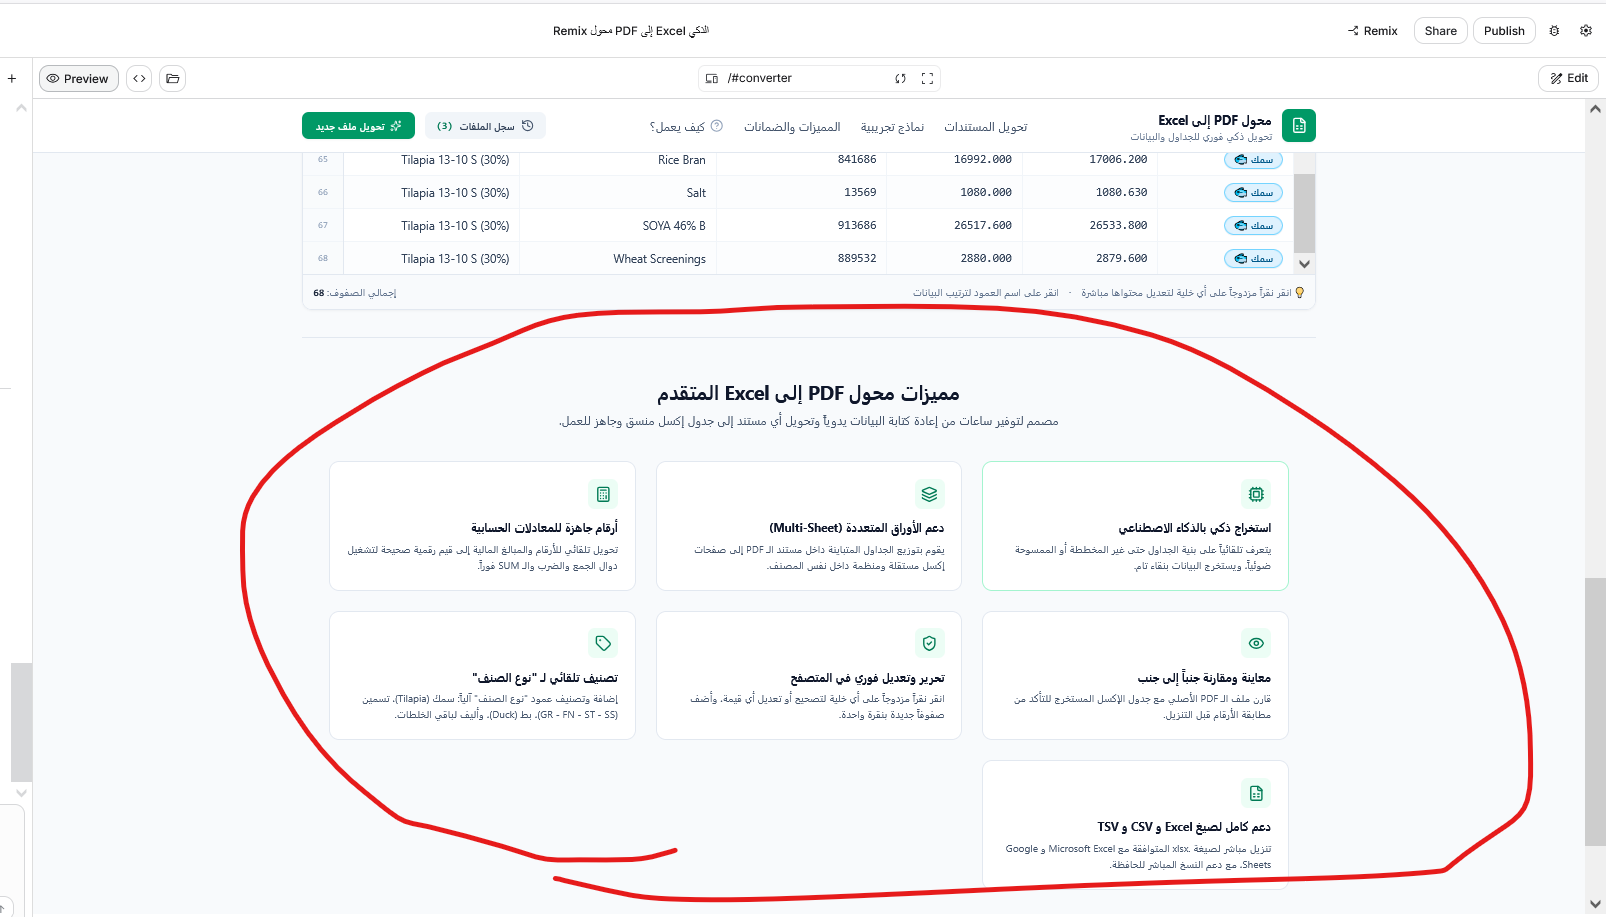 Remix محول PDF إلى Excel الذكي
Remix
Share
Publish
Preview
/#converter
Edit
محول PDF إلى Excel
تحويل ذكي فوري للجداول والبيانات
تحويل المستندات
نماذج تجريبية
المميزات والضمانات
كيف يعمل؟
سجل الملفات (3)
تحويل ملف جديد
65 Tilapia 13-10 S (30%) Rice Bran 841686 16992.000 17006.200 سمك
66 Tilapia 13-10 S (30%) Salt 13569 1080.000 1080.630 سمك
67 Tilapia 13-10 S (30%) SOYA 46% B 913686 26517.600 26533.800 سمك
68 Tilapia 13-10 S (30%) Wheat Screenings 889532 2880.000 2879.600 سمك
انقر نقراً مزدوجاً على أي خلية لتعديل محتواها مباشرة · انقر على اسم العمود لترتيب البيانات
إجمالي الصفوف: 68
مميزات محول PDF إلى Excel المتقدم
مصمم لتوفير ساعات من إعادة كتابة البيانات يدوياً وتحويل أي مستند إلى جدول إكسل منسق وجاهز للعمل.
استخراج ذكي بالذكاء الاصطناعي
يتعرف تلقائياً على بنية الجداول حتى غير المخططة أو الممسوحة
ضوئياً، ويستخرج البيانات بنقاء تام.
دعم الأوراق المتعددة (Multi-Sheet)
يقوم بتوزيع الجداول المتباينة داخل مستند الـ PDF إلى صفحات
إكسل مستقلة ومنظمة داخل نفس المصنف.
أرقام جاهزة للمعادلات الحسابية
تحويل تلقائي للأرقام والمبالغ المالية إلى قيم رقمية صحيحة لتشغيل
دوال الجمع والضرب والـ SUM فوراً.
معاينة ومقارنة جنباً إلى جنب
قارن ملف الـ PDF الأصلي مع جدول الإكسل المستخرج للتأكد من
مطابقة الأرقام قبل التنزيل.
تحرير وتعديل فوري في المتصفح
انقر نقراً مزدوجاً على أي خلية لتصحيح أو تعديل أي قيمة، وأضف
صفوفاً جديدة بنقرة واحدة.
تصنيف تلقائي لـ "نوع الصنف"
إضافة وتصنيف عمود "نوع الصنف" آلياً: سمك (Tilapia)، تسمين
(GR - FN - ST - SS)، بط (Duck)، وأليف لباقي الخلطات.
دعم كامل لصيغ Excel و CSV و TSV
تنزيل مباشر لصيغة .xlsx المتوافقة مع Microsoft Excel و Google
Sheets، مع دعم النسخ المباشر للحافظة.